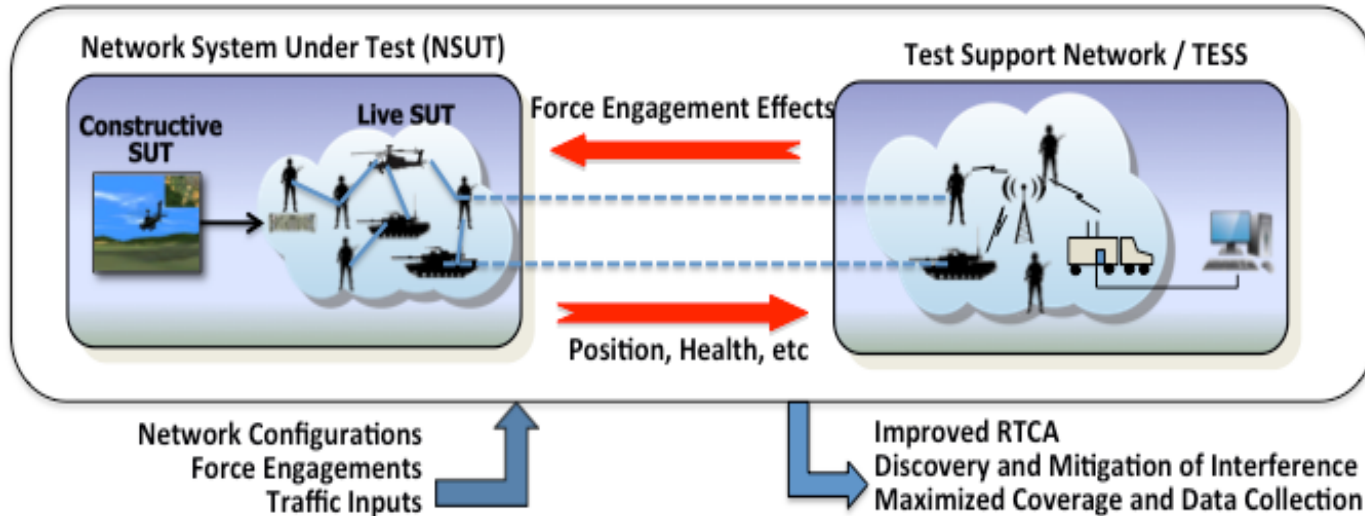 Network System Under Test (NSUT)
Test Support Network / TESS
Constructive
SUT
Live SUT
Force Engagement Effects
Position, Health, etc
Network Configurations
Force Engagements
Traffic Inputs
Improved RTCA
Discovery and Mitigation of Interference
Maximized Coverage and Data Collection